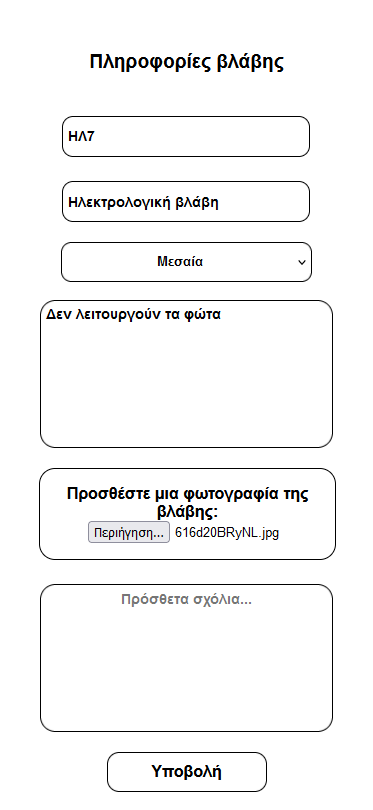 Πληροφορίες βλάβης
ΗΛ7
Ηλεκτρολογική βλάβη
Μεσαία
Δεν λειτουργούν τα φώτα
Προσθέστε μια φωτογραφία της
βλάβης:
Περιήγηση... 616d20BRyNL.jpg
Πρόσθετα σχόλια...
Υποβολή